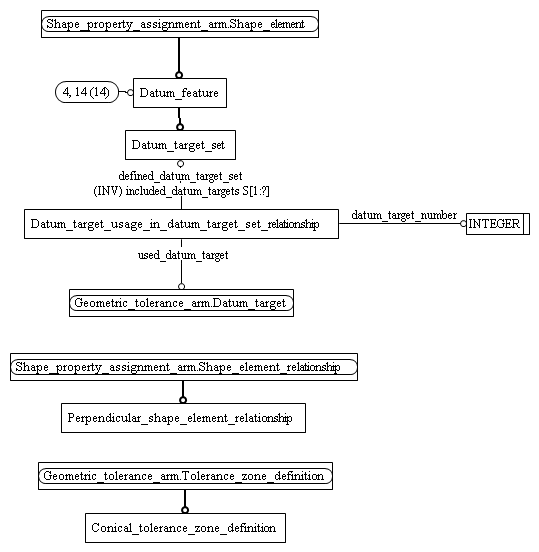 Shape_property_assignment_arm.Shape_element
4, 14 (14)
Datum_feature
Datum_target_set
defined_datum_target_set
(INV) included_datum_targets S[1:?]
Datum_target_usage_in_datum_target_set_relationship
datum_target_number
INTEGER
used_datum_target
Geometric_tolerance_arm.Datum_target
Shape_property_assignment_arm.Shape_element_relationship
Perpendicular_shape_element_relationship
Geometric_tolerance_arm.Tolerance_zone_definition
Conical_tolerance_zone_definition